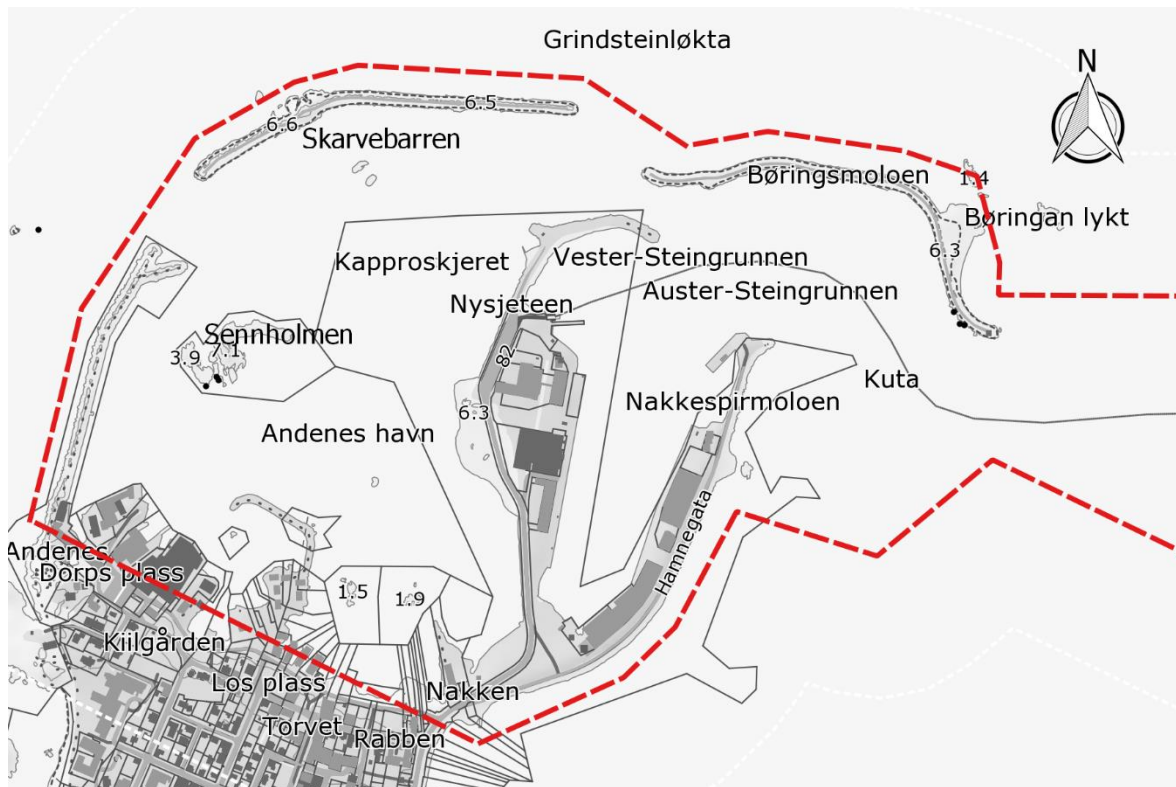 Grindsteinløkta
N
6.5
6.6
Skarvebarren
Børingsmoloen
1.4
Børingan lykt
6.3
Kapproskjeret
Vester-Steingrunnen
Auster-Steingrunnen
Nysjeteen
Sennholmen
3.9
7.1
82
Kuta
6.3
Nakkespirmoloen
Andenes havn
Hamnegata
Andenes
Dorps plass
1.5
1.9
Kiilgården
Los plass
Nakken
Torvet
Rabben